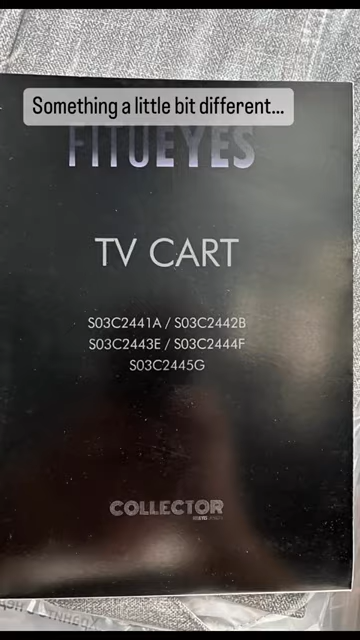 Something a little bit different...
FITUEYES
TV CART
S03C2441A / S03C2442B
S03C2443E / S03C2444F
S03C2445G
COLLECTOR